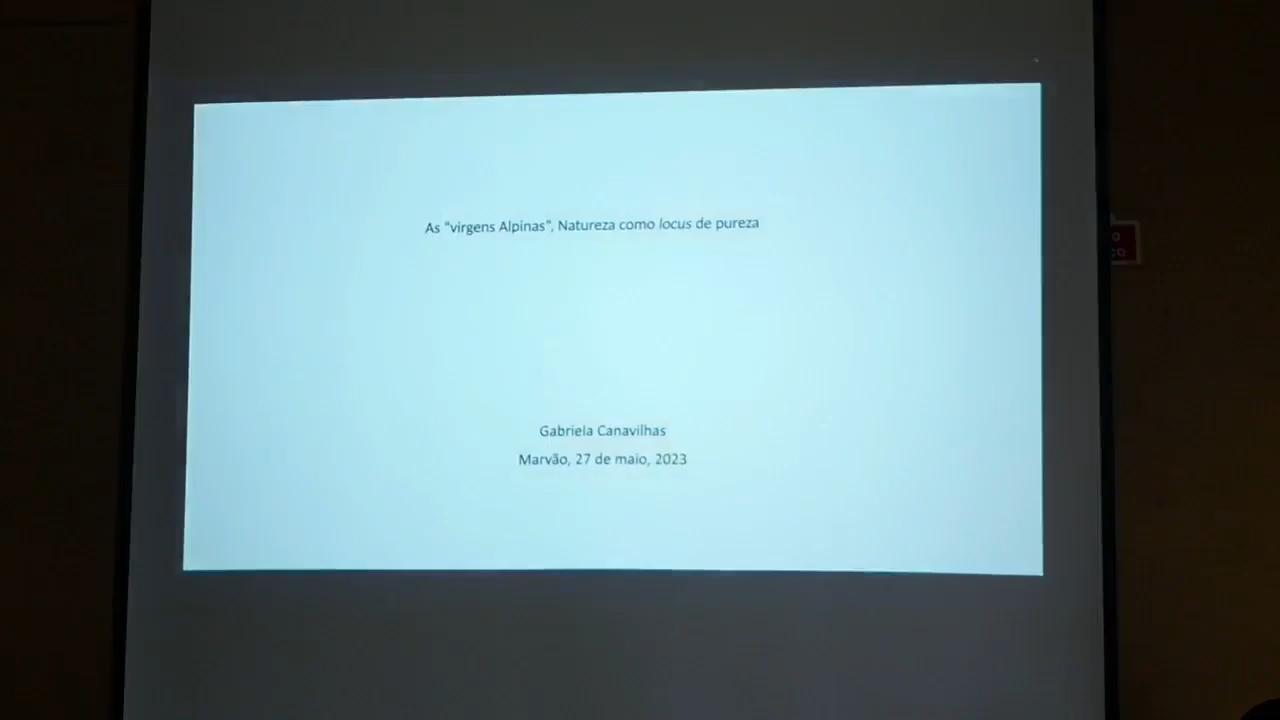 As "virgens Alpinas", Natureza como locus de pureza
Gabriela Canavilhas
Marvão, 27 de maio, 2023